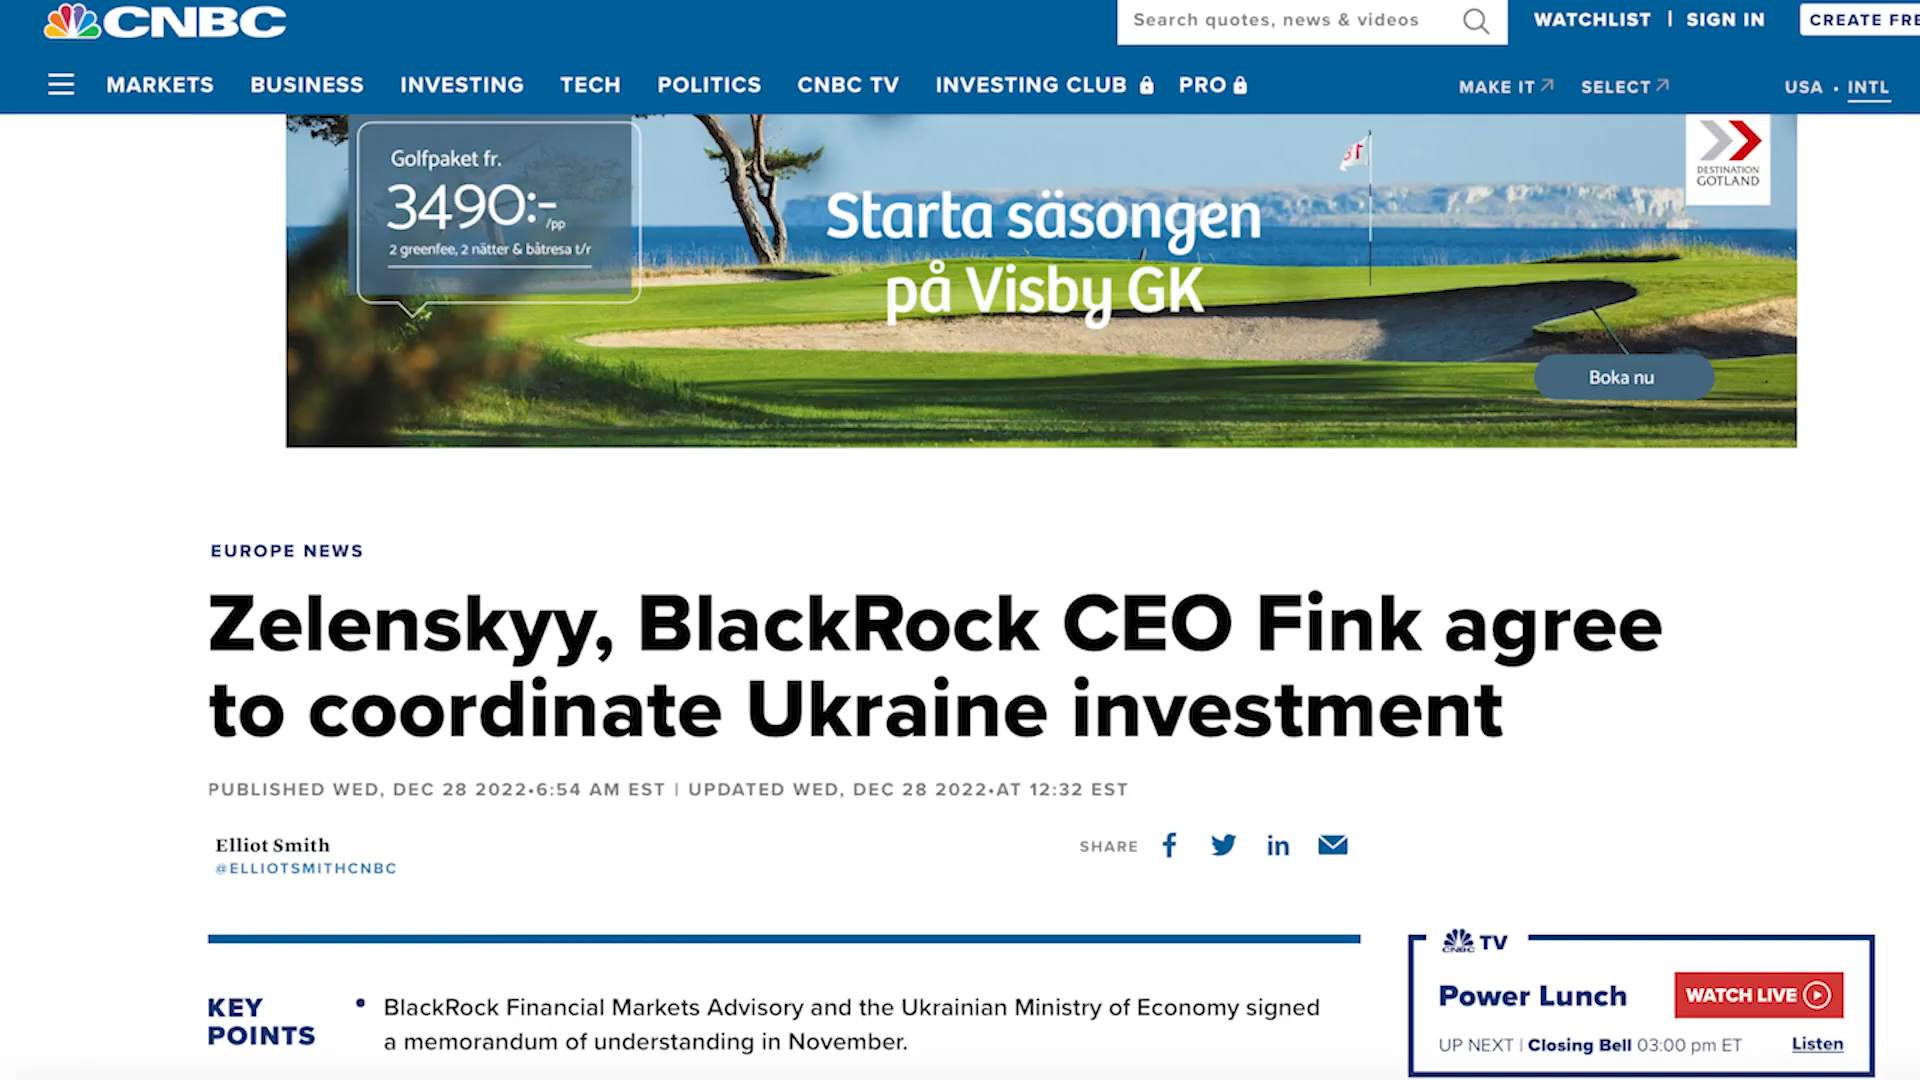 CNBC
Search quotes, news & videos
WATCHLIST | SIGN IN
CREATE FRE
MARKETS BUSINESS INVESTING TECH POLITICS CNBC TV INVESTING CLUB PRO
MAKE IT SELECT
USA • INTL
Golfpaket fr.
3490:-
/pp
2 greenfee, 2 nätter & båtresa t/r
Starta säsongen
på Visby GK
DESTINATION
GOTLAND
Boka nu
EUROPE NEWS
Zelenskyy, BlackRock CEO Fink agree
to coordinate Ukraine investment
PUBLISHED WED, DEC 28 2022•6:54 AM EST | UPDATED WED, DEC 28 2022•AT 12:32 EST
Elliot Smith
@ELLIOTSMITHCNBC
SHARE
KEY
POINTS
• BlackRock Financial Markets Advisory and the Ukrainian Ministry of Economy signed
a memorandum of understanding in November.
CNBC TV
Power Lunch
WATCH LIVE
UP NEXT | Closing Bell 03:00 pm ET
Listen